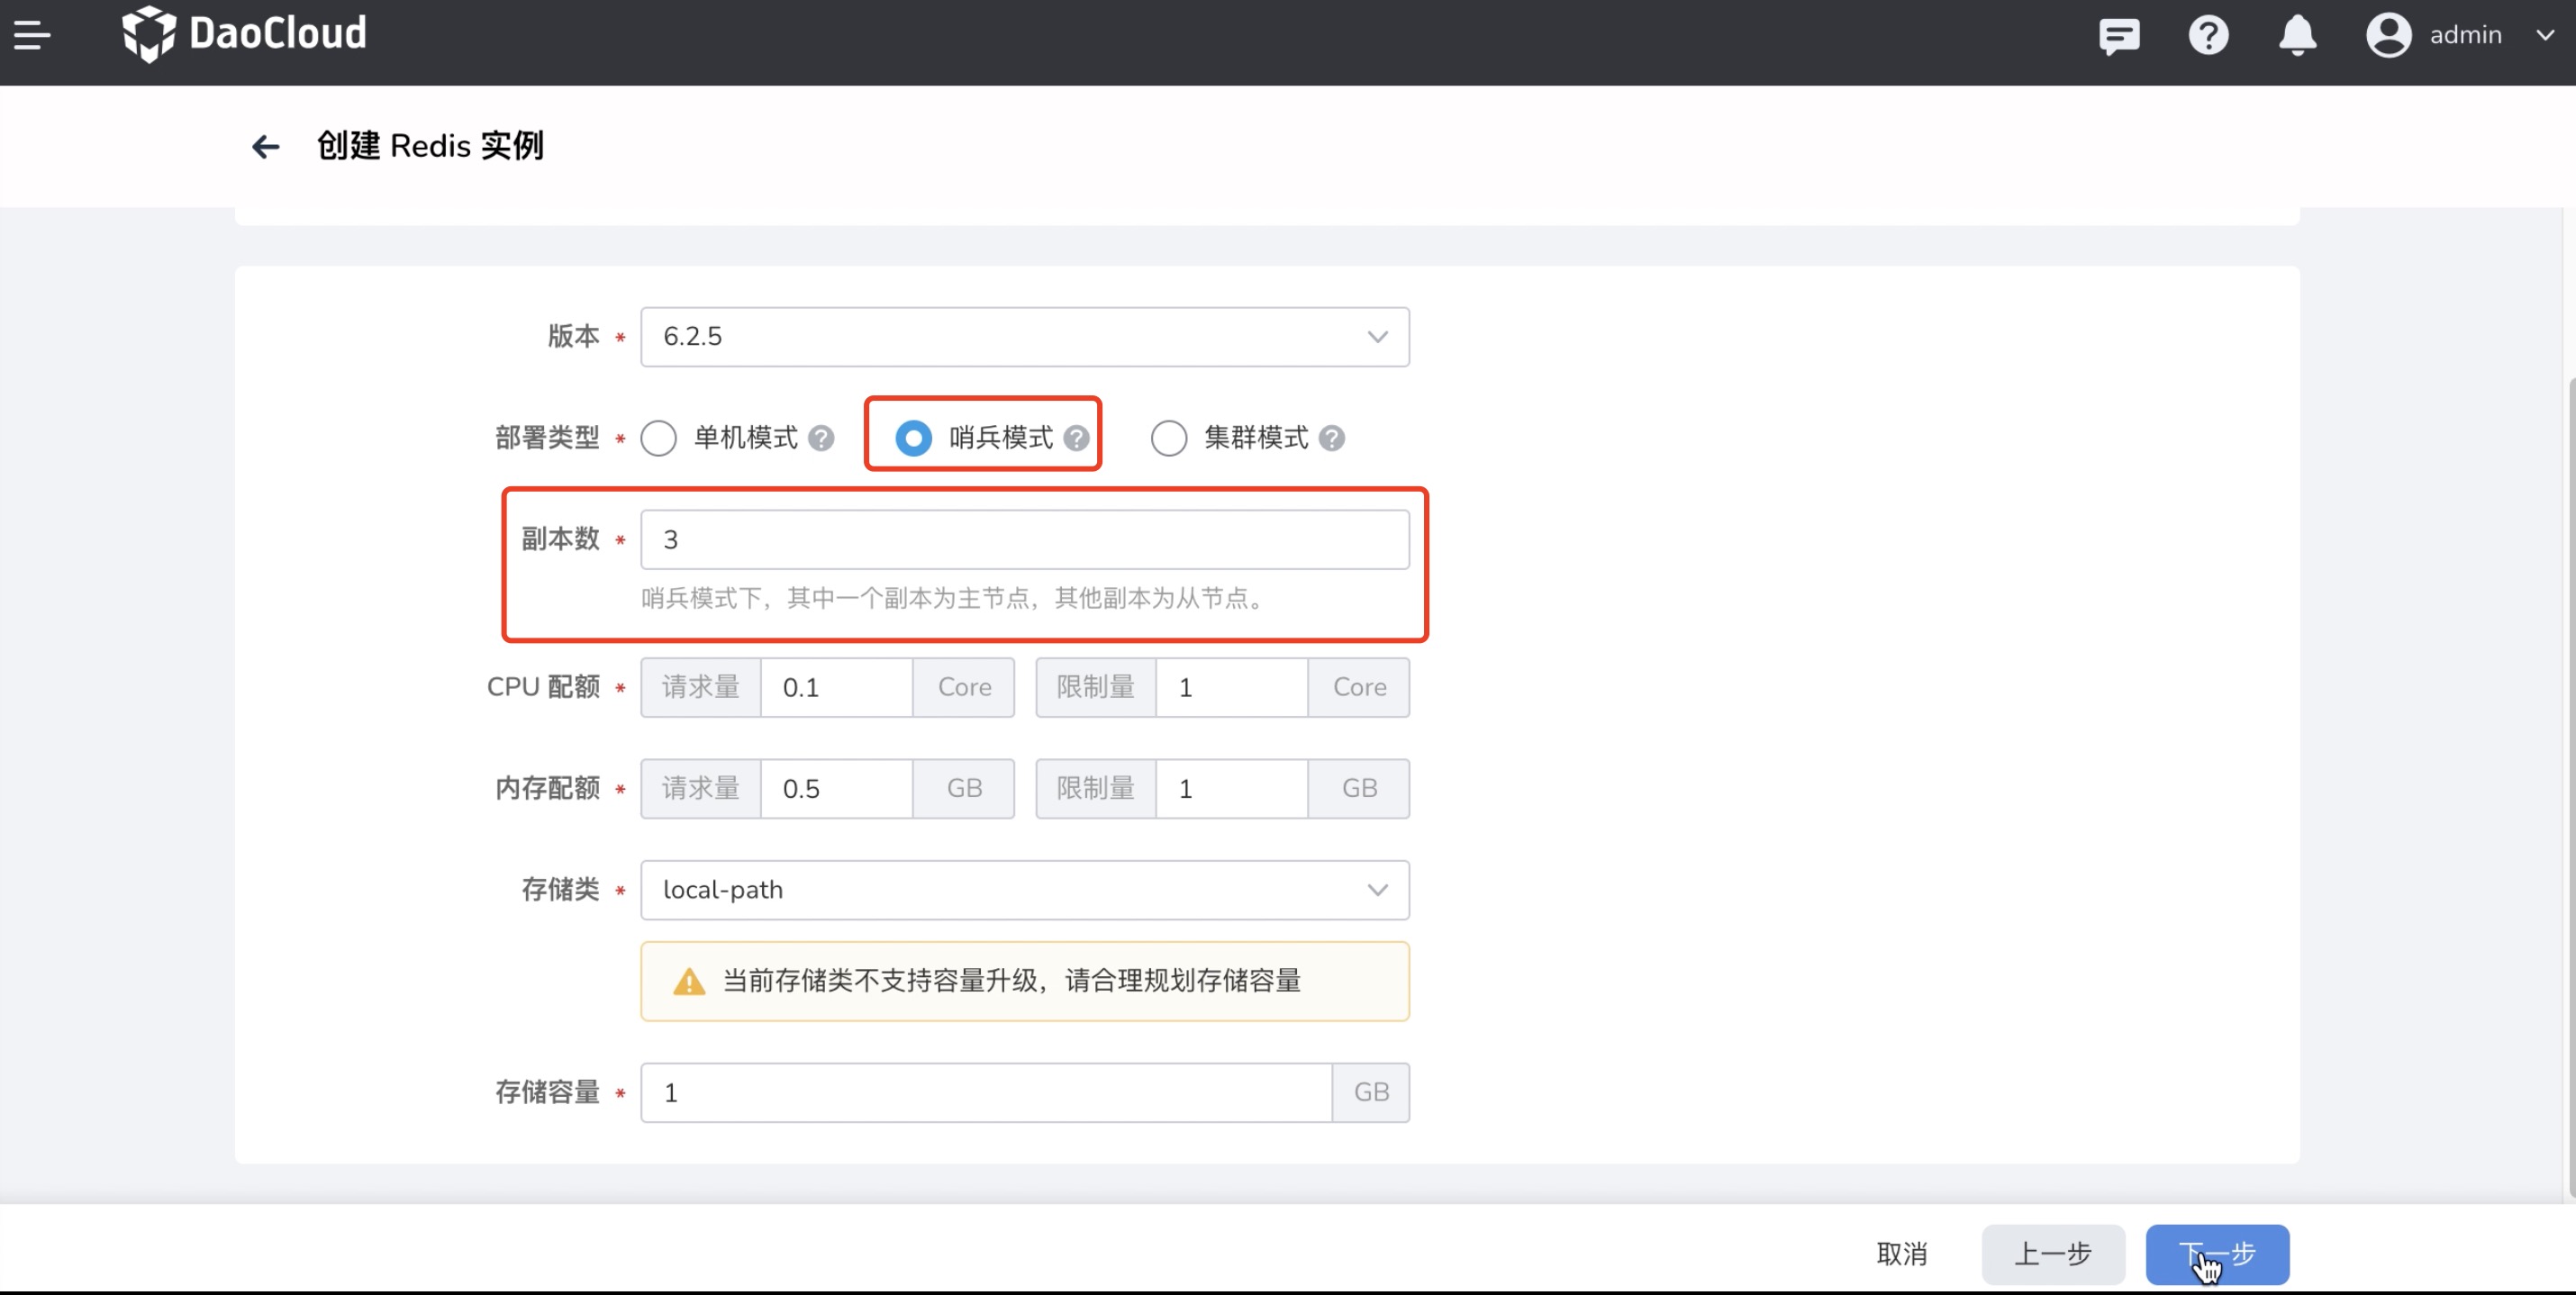 DaoCloud
admin
创建 Redis 实例
版本 * 6.2.5
部署类型 * 单机模式 哨兵模式 集群模式
副本数 * 3
哨兵模式下，其中一个副本为主节点，其他副本为从节点。
CPU 配额 * 请求量 0.1 Core 限制量 1 Core
内存配额 * 请求量 0.5 GB 限制量 1 GB
存储类 * local-path
当前存储类不支持容量升级，请合理规划存储容量
存储容量 * 1 GB
取消 上一步 下一步